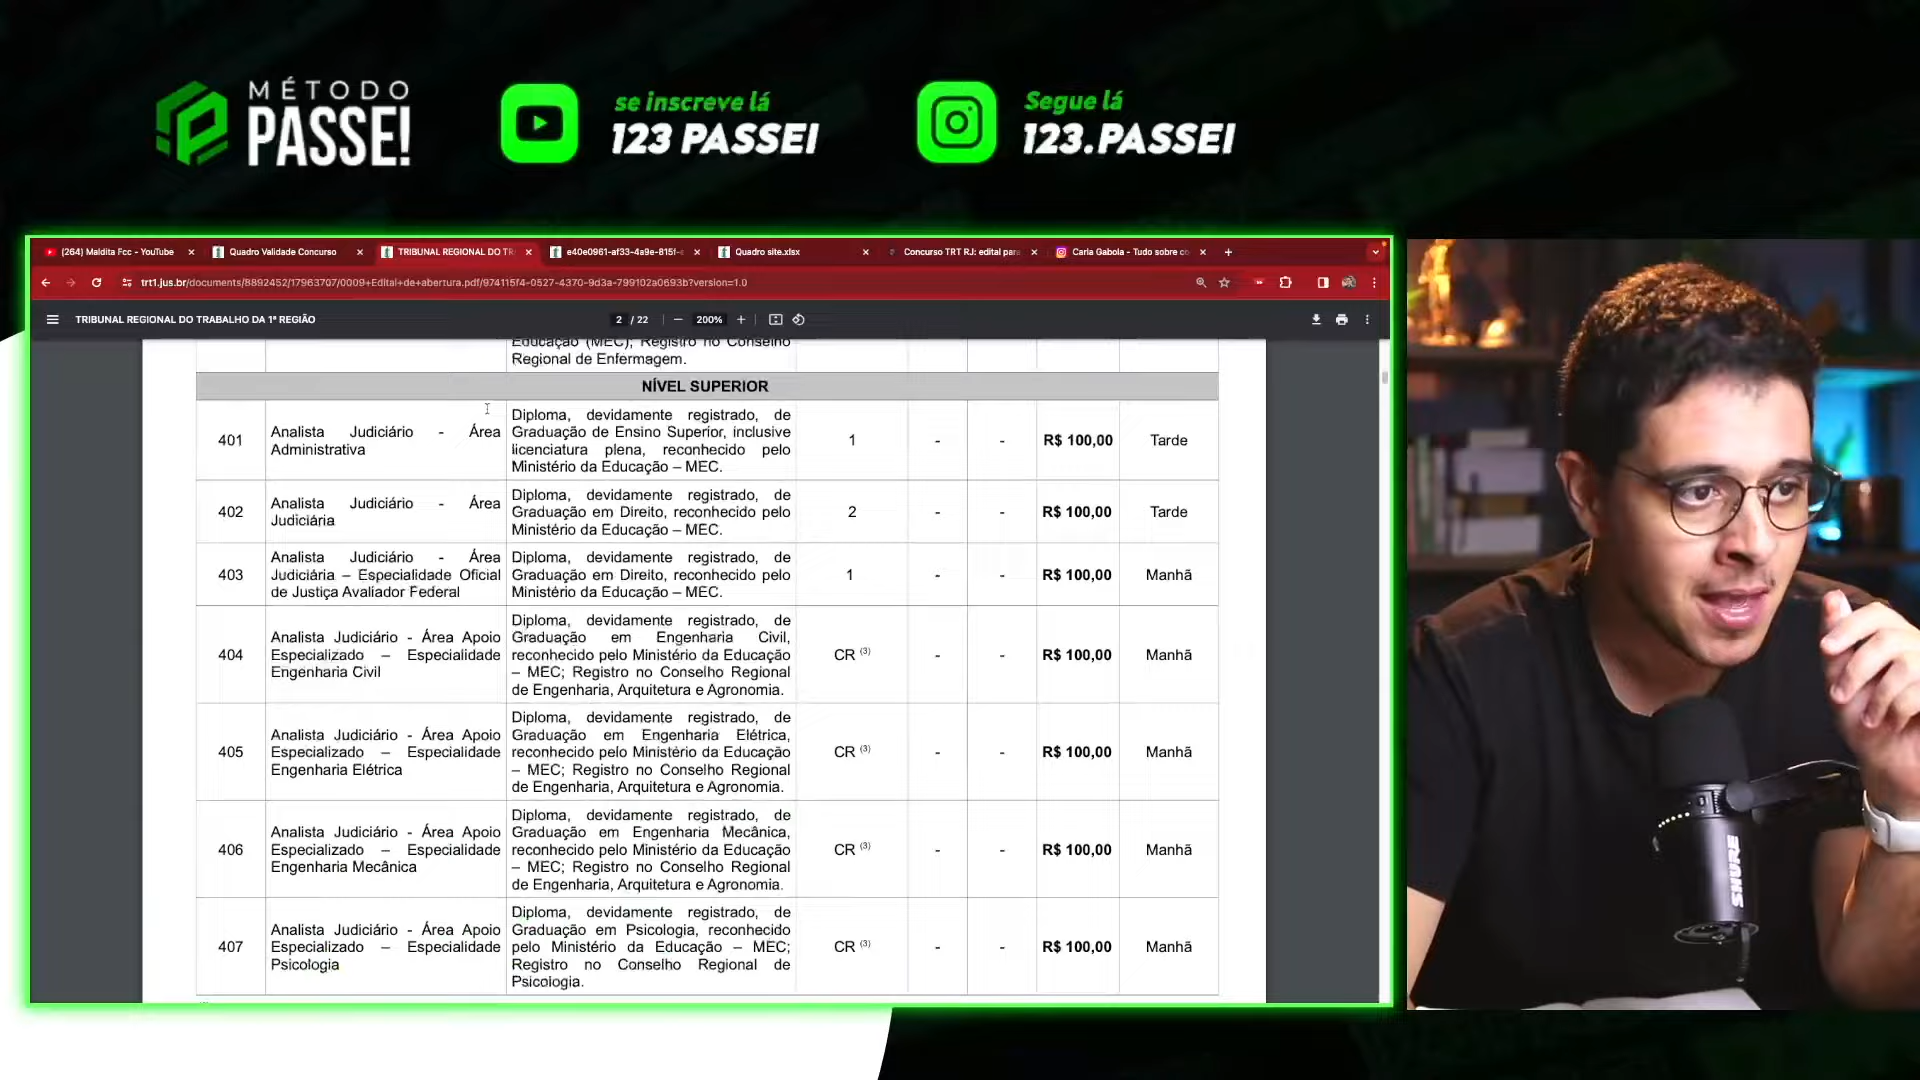 MÉTODO
PASSE!
se inscreve lá
123 PASSEI
Segue lá
123.PASSEI
(264) Maldita Fcc - YouTube
Quadro Validade Concurso
TRIBUNAL REGIONAL DO TR
e40e0961-af33-4a9e-815f-
Quadro site.xlsx
Concurso TRT RJ: edital para
Carla Gabola - Tudo sobre co
trt1.jus.br/documents/8892452/17963707/0009+Edital+de+abertura.pdf/974115f4-0527-4370-9d3a-799102a0693b?version=1.0
TRIBUNAL REGIONAL DO TRABALHO DA 1ª REGIÃO
2 / 22
200%
Educação (MEC); Registro no Conselho
Regional de Enfermagem.
NÍVEL SUPERIOR
401
Analista Judiciário - Área
Administrativa
Diploma, devidamente registrado, de
Graduação de Ensino Superior, inclusive
licenciatura plena, reconhecido pelo
Ministério da Educação – MEC.
1 - - R$ 100,00 Tarde
402
Analista Judiciário - Área
Judiciária
Diploma, devidamente registrado, de
Graduação em Direito, reconhecido pelo
Ministério da Educação – MEC.
2 - - R$ 100,00 Tarde
403
Analista Judiciário - Área
Judiciária – Especialidade Oficial
de Justiça Avaliador Federal
Diploma, devidamente registrado, de
Graduação em Direito, reconhecido pelo
Ministério da Educação – MEC.
1 - - R$ 100,00 Manhã
404
Analista Judiciário - Área Apoio
Especializado – Especialidade
Engenharia Civil
Diploma, devidamente registrado, de
Graduação em Engenharia Civil,
reconhecido pelo Ministério da Educação
– MEC; Registro no Conselho Regional
de Engenharia, Arquitetura e Agronomia.
CR (3) - - R$ 100,00 Manhã
405
Analista Judiciário - Área Apoio
Especializado – Especialidade
Engenharia Elétrica
Diploma, devidamente registrado, de
Graduação em Engenharia Elétrica,
reconhecido pelo Ministério da Educação
– MEC; Registro no Conselho Regional
de Engenharia, Arquitetura e Agronomia.
CR (3) - - R$ 100,00 Manhã
406
Analista Judiciário - Área Apoio
Especializado – Especialidade
Engenharia Mecânica
Diploma, devidamente registrado, de
Graduação em Engenharia Mecânica,
reconhecido pelo Ministério da Educação
– MEC; Registro no Conselho Regional
de Engenharia, Arquitetura e Agronomia.
CR (3) - - R$ 100,00 Manhã
407
Analista Judiciário - Área Apoio
Especializado – Especialidade
Psicologia
Diploma, devidamente registrado, de
Graduação em Psicologia, reconhecido
pelo Ministério da Educação – MEC;
Registro no Conselho Regional de
Psicologia.
CR (3) - - R$ 100,00 Manhã
SHURE